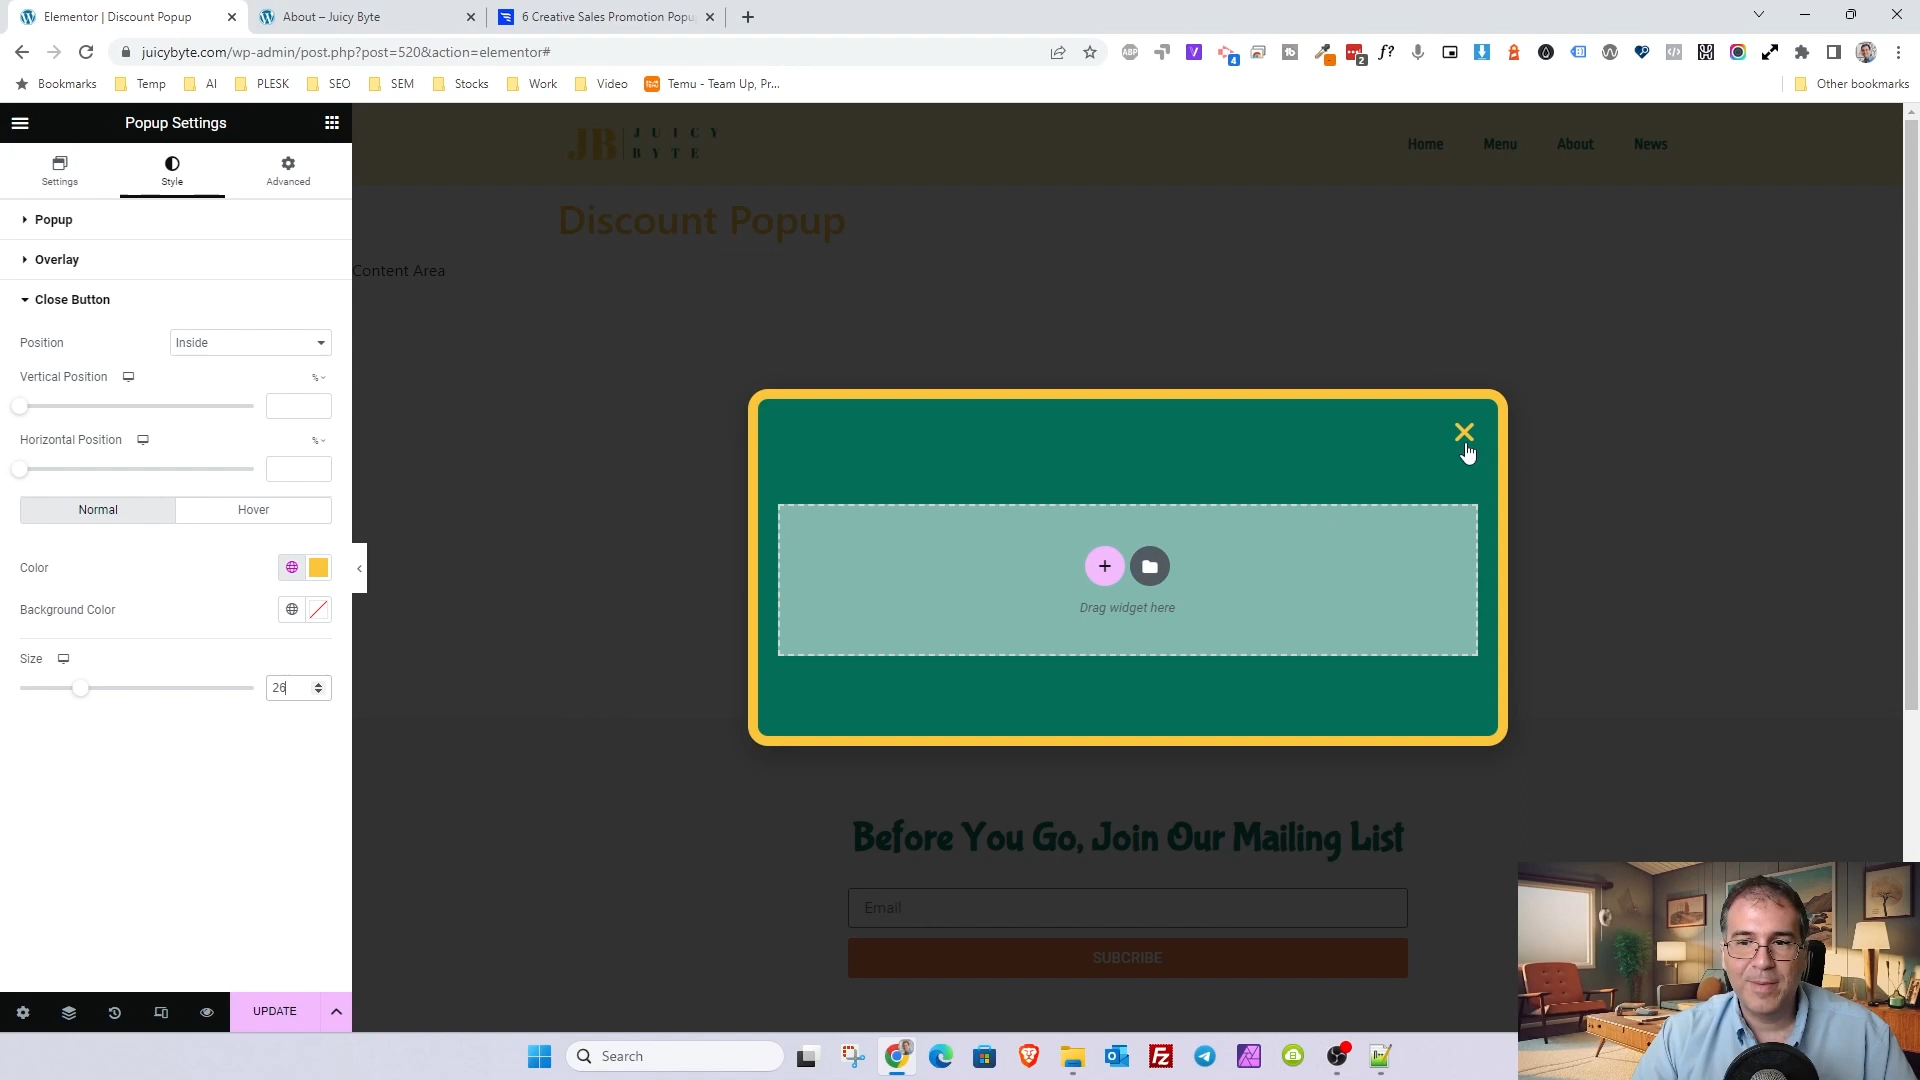 Elementor | Discount Popup
About – Juicy Byte
6 Creative Sales Promotion Popu
juicybyte.com/wp-admin/post.php?post=520&action=elementor#
Bookmarks
Temp
AI
PLESK
SEO
SEM
Stocks
Work
Video
Temu - Team Up, Pr...
Other bookmarks
Popup Settings
Settings
Style
Advanced
Popup
Overlay
Close Button
Position
Inside
Vertical Position
%
Horizontal Position
%
Normal
Hover
Color
Background Color
Size
26
UPDATE
JB
JUICY
BYTE
Home
Menu
About
News
Discount Popup
Content Area
Drag widget here
Before You Go, Join Our Mailing List
Email
SUBCRIBE
Search